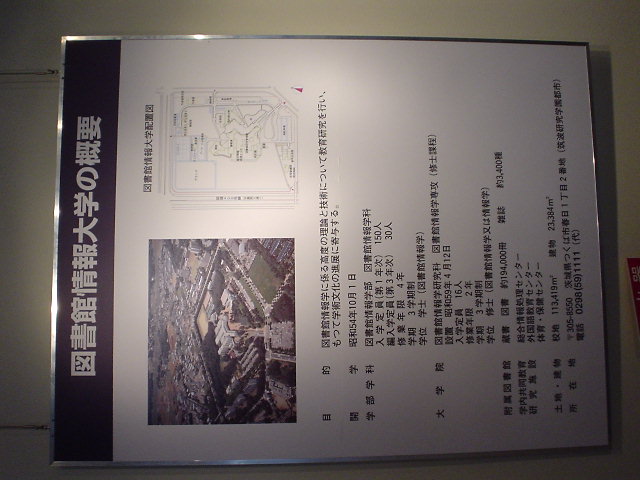 図書館情報大学の概要
図書館情報大学配置図
目的 図書館情報学に係る高度の理論と技術について教育研究を行い、
もって学術文化の進展に寄与する。
開学 昭和54年10月1日
学部学科 図書館情報学部 図書館情報学科
入学定員(第1年次) 150人
編入学定員(第3年次) 30人
修業年限 4年
学期 3学期制
学位 学士(図書館情報学)
大学院 図書館情報学研究科 図書館情報学専攻(修士課程)
設置 昭和59年4月12日
入学定員 16人
修業年限 2年
学期 3学期制
学位 修士(図書館情報学又は情報学)
附属図書館 蔵書 図書 約194,000冊 雑誌 約3,400種
学内共同教育 総合情報処理センター
研究施設 外国語教育センター
体育・保健センター
土地・建物 校地 113,419㎡ 建物 23,384㎡
所在地 〒305-8550 茨城県つくば市春日1丁目2番地(筑波研究学園都市)
電話 0298(59)1111(代)